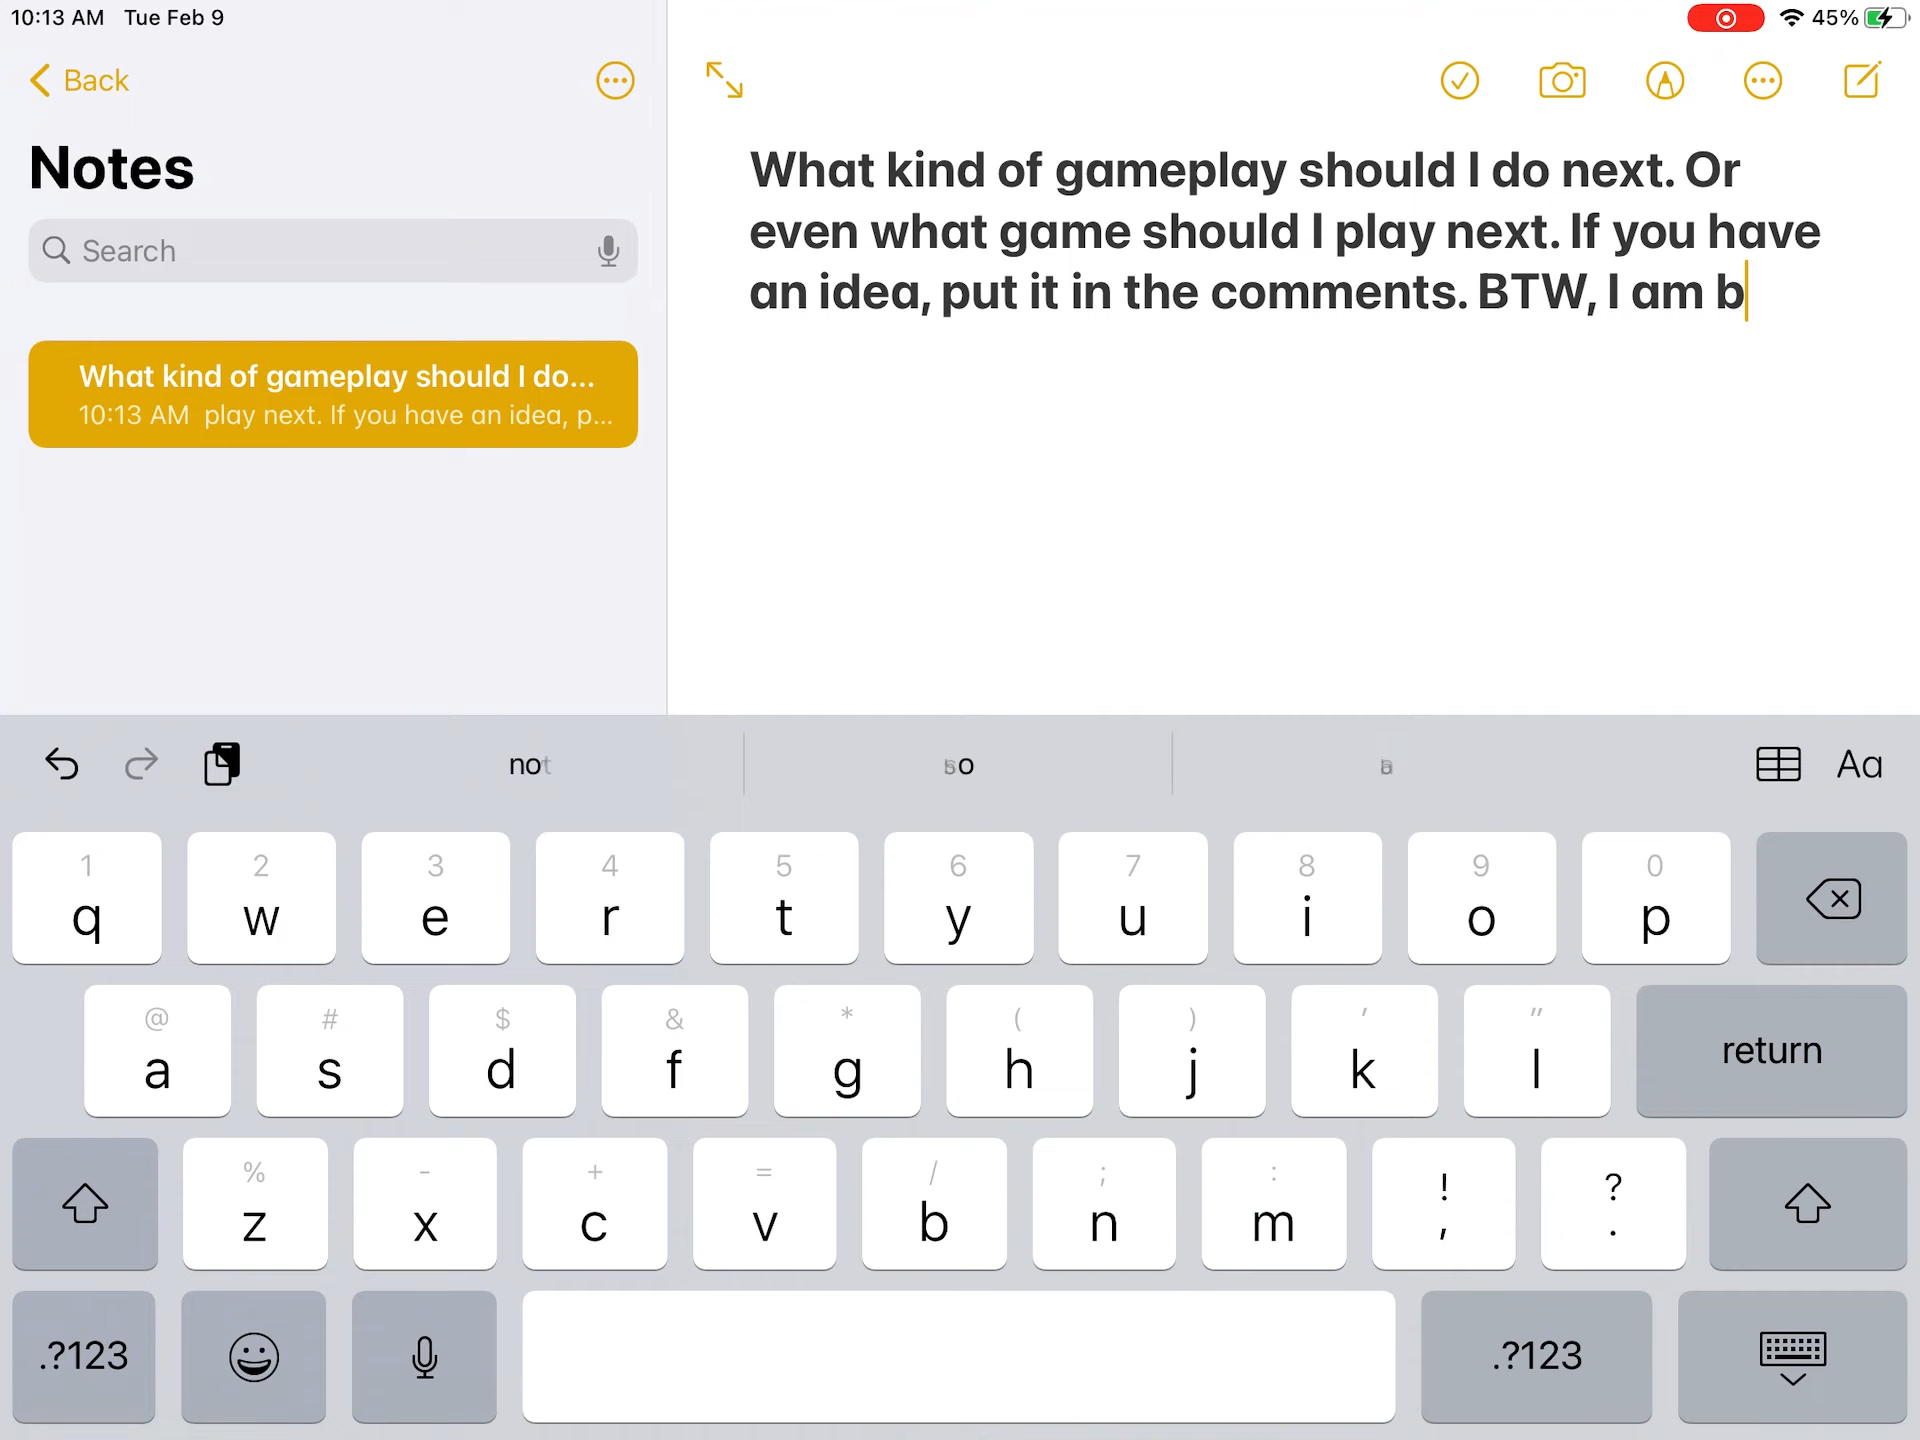 10:13 AM Tue Feb 9
45%
Back
Notes
Search
What kind of gameplay should I do...
10:13 AM play next. If you have an idea, p...
What kind of gameplay should I do next. Or
even what game should I play next. If you have
an idea, put it in the comments. BTW, I am b
not so
Aa
1 2 3 4 5 6 7 8 9 0
q w e r t y u i o p
@ # $ & * ( ) ' "
a s d f g h j k l return
% - + = / ; : ! ?
z x c v b n m , .
.?123 .?123